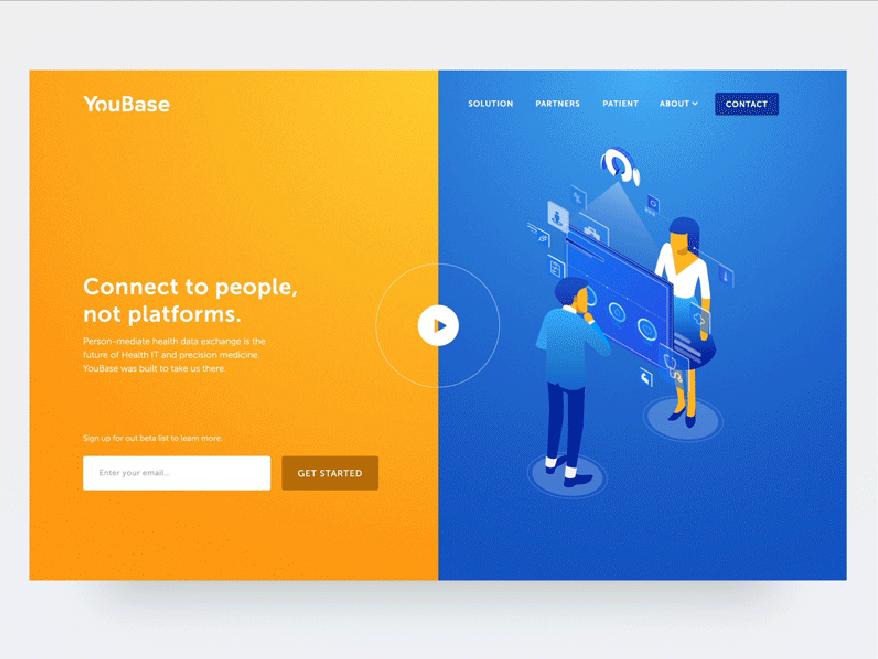 YouBase
SOLUTION PARTNERS PATIENT ABOUT CONTACT
Connect to people,
not platforms.
Person-mediate health data exchange is the
future of Health IT and precision medicine.
YouBase was built to take us there.
Sign up for out beta list to learn more.
Enter your email...
GET STARTED